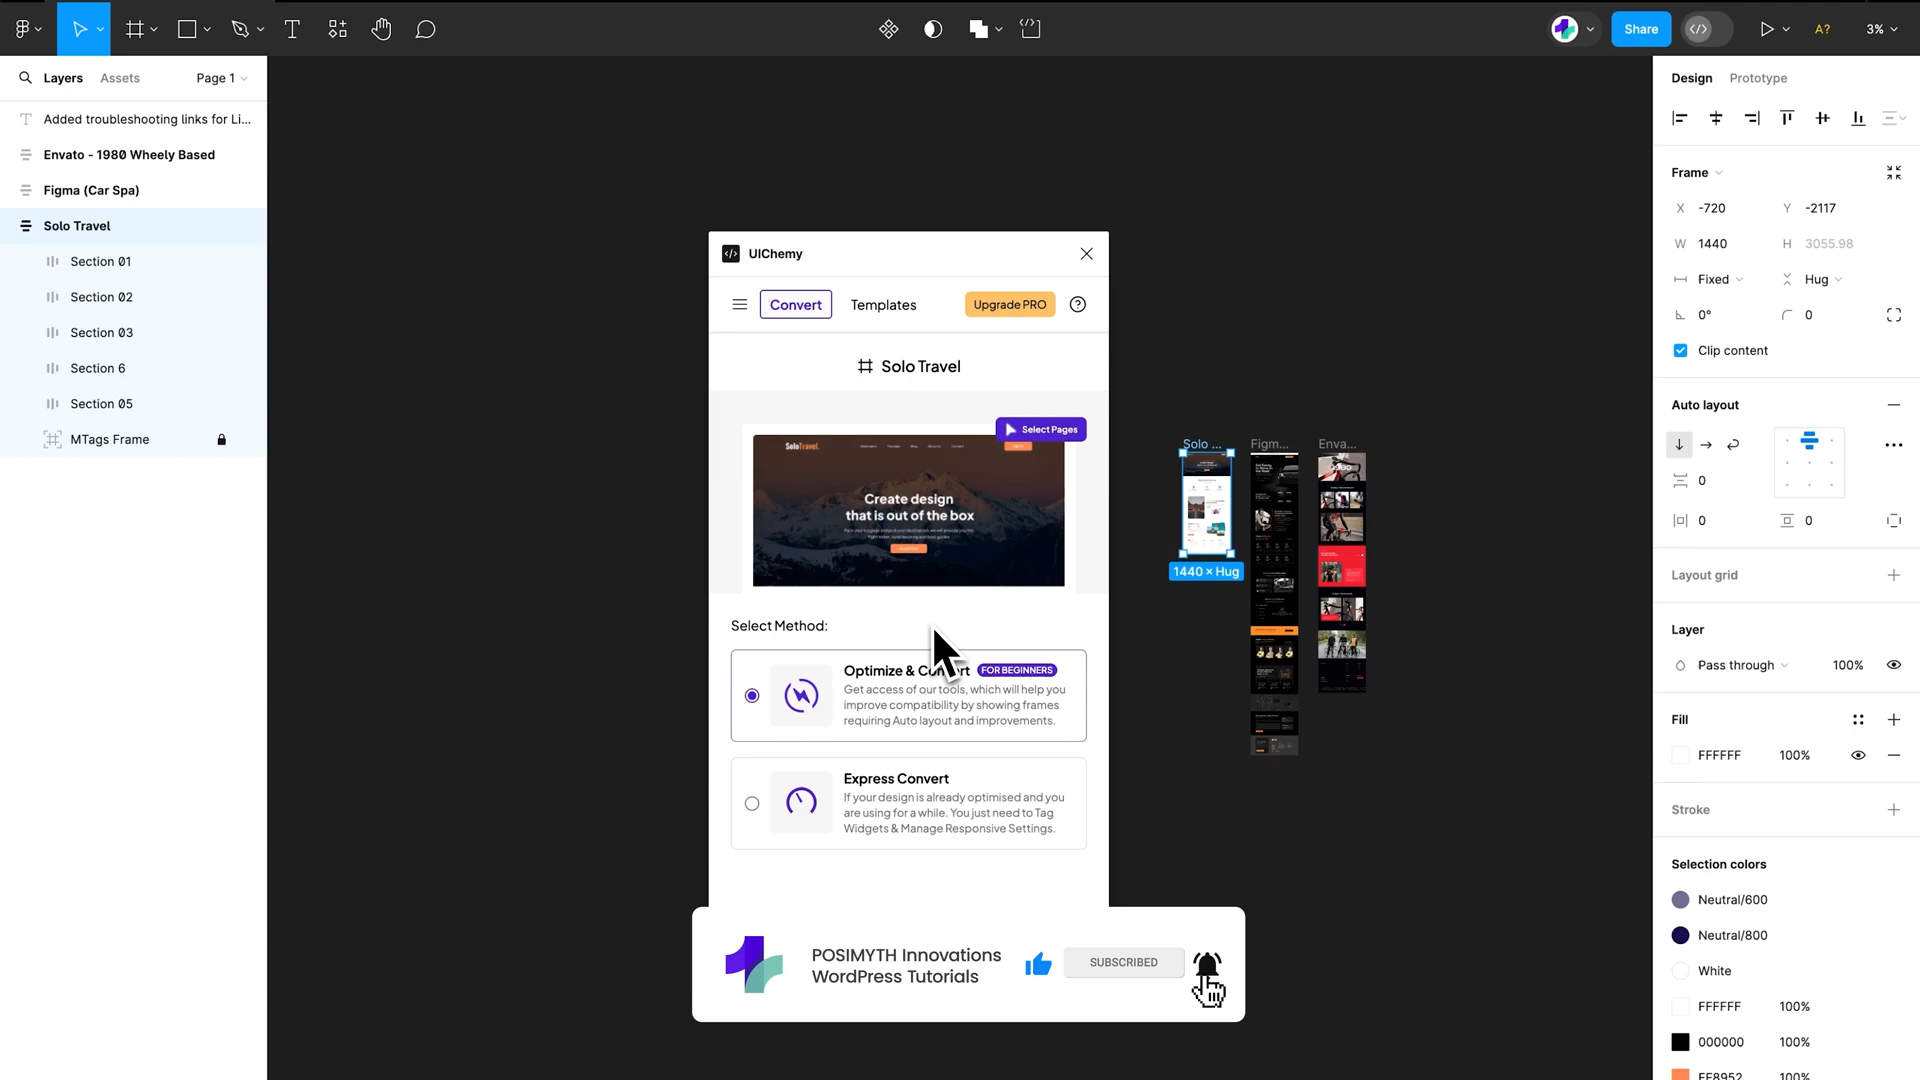 Share
A?
3%
Layers
Assets
Page 1
Added troubleshooting links for Li...
Envato - 1980 Wheely Based
Figma (Car Spa)
Solo Travel
Section 01
Section 02
Section 03
Section 6
Section 05
MTags Frame
UIChemy
Convert
Templates
Upgrade PRO
Solo Travel
Select Pages
SoloTravel.
Create design
that is out of the box
Select Method:
Optimize & Co
rt
FOR BEGINNERS
Get access of our tools, which will help you
improve compatibility by showing frames
requiring Auto layout and improvements.
Express Convert
If your design is already optimised and you
are using for a while. You just need to Tag
Widgets & Manage Responsive Settings.
POSIMYTH Innovations
WordPress Tutorials
SUBSCRIBED
Solo ...
Figm...
Enva...
1440 × Hug
Design
Prototype
Frame
X -720
Y -2117
W 1440
H 3055.98
Fixed
Hug
0°
0
Clip content
Auto layout
0
0
0
Layout grid
Layer
Pass through
100%
Fill
FFFFFF
100%
Stroke
Selection colors
Neutral/600
Neutral/800
White
FFFFFF
100%
000000
100%
FF8952
100%